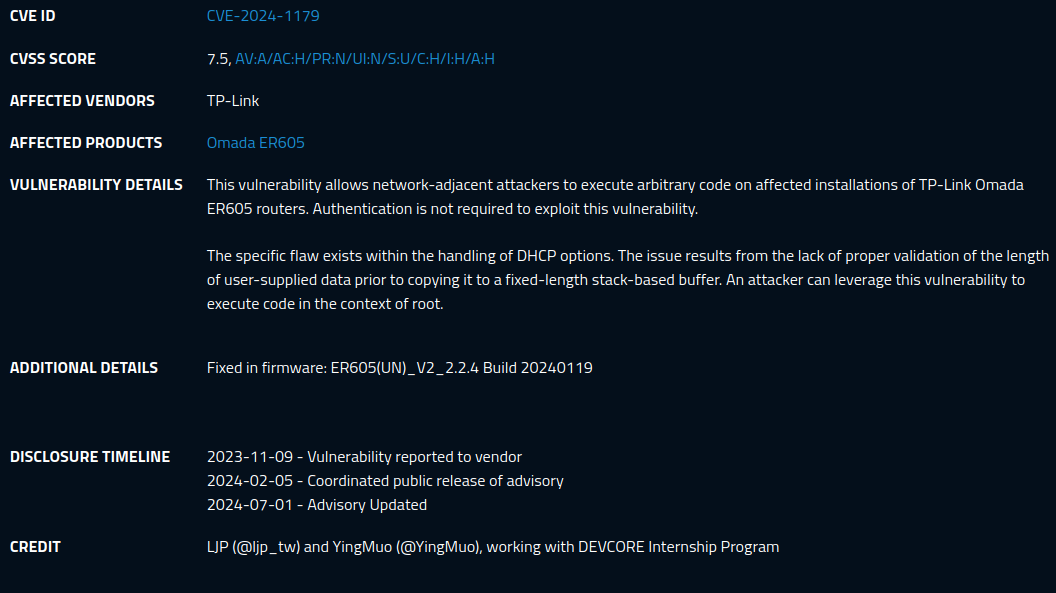 CVE ID CVE-2024-1179
CVSS SCORE 7.5, AV:A/AC:H/PR:N/UI:N/S:U/C:H/I:H/A:H
AFFECTED VENDORS TP-Link
AFFECTED PRODUCTS Omada ER605
VULNERABILITY DETAILS This vulnerability allows network-adjacent attackers to execute arbitrary code on affected installations of TP-Link Omada
ER605 routers. Authentication is not required to exploit this vulnerability.
The specific flaw exists within the handling of DHCP options. The issue results from the lack of proper validation of the length
of user-supplied data prior to copying it to a fixed-length stack-based buffer. An attacker can leverage this vulnerability to
execute code in the context of root.
ADDITIONAL DETAILS Fixed in firmware: ER605(UN)_V2_2.2.4 Build 20240119
DISCLOSURE TIMELINE 2023-11-09 - Vulnerability reported to vendor
2024-02-05 - Coordinated public release of advisory
2024-07-01 - Advisory Updated
CREDIT LJP (@ljp_tw) and YingMuo (@YingMuo), working with DEVCORE Internship Program